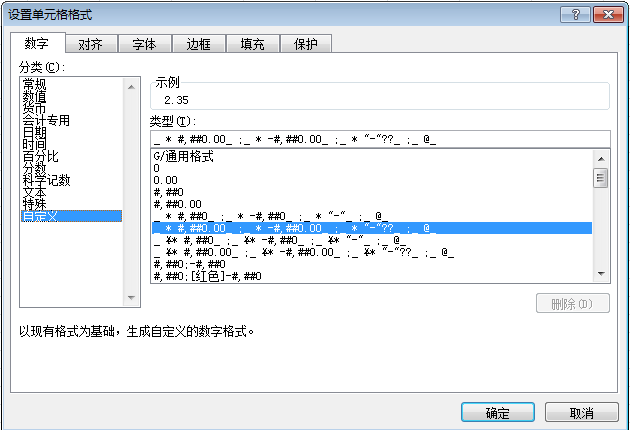 设置单元格格式
数字 对齐 字体 边框 填充 保护
分类(C):
常规
数值
货币
会计专用
日期
时间
百分比
分数
科学记数
文本
特殊
自定义
示例
2.35
类型(T):
_ * #,##0.00_ ;_ * -#,##0.00_ ;_ * "-"??_ ;_ @_
G/通用格式
0
0.00
#,##0
#,##0.00
_ * #,##0_ ;_ * -#,##0_ ;_ * "-"_ ;_ @_
_ * #,##0.00_ ;_ * -#,##0.00_ ;_ * "-"??_ ;_ @_
_ ¥* #,##0_ ;_ ¥* -#,##0_ ;_ ¥* "-"_ ;_ @_
_ ¥* #,##0.00_ ;_ ¥* -#,##0.00_ ;_ ¥* "-"??_ ;_ @_
#,##0;-#,##0
#,##0;[红色]-#,##0
删除(D)
以现有格式为基础，生成自定义的数字格式。
确定 取消